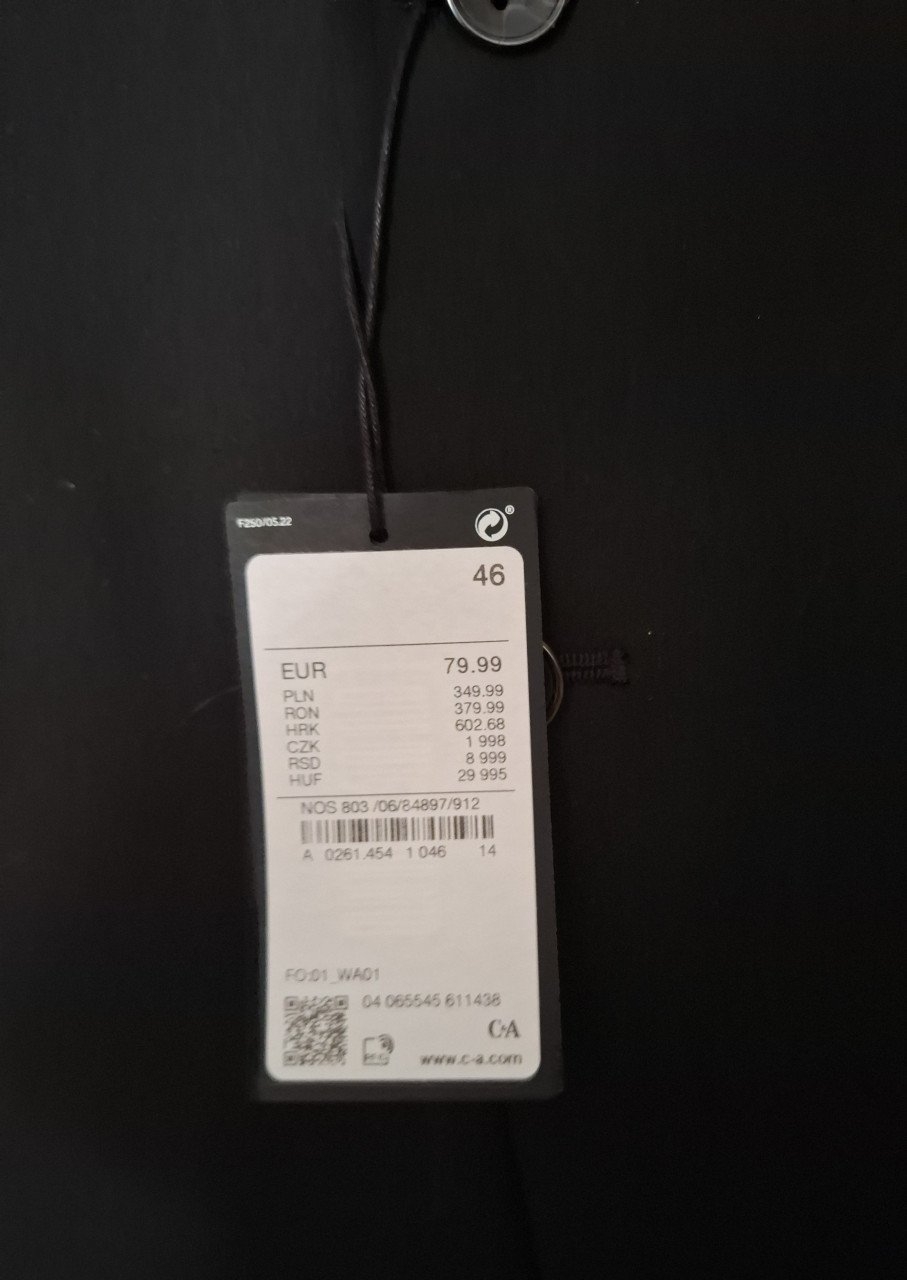 F250/05.22
®
46
EUR 79.99
PLN 349.99
RON 379.99
HRK 602.68
CZK 1 998
RSD 8 999
HUF 29 995
NOS 803 /06/84897/912
A 0261.454 1 046 14
FO:01_WA01
04 065545 611438
C&A
www.c-a.com